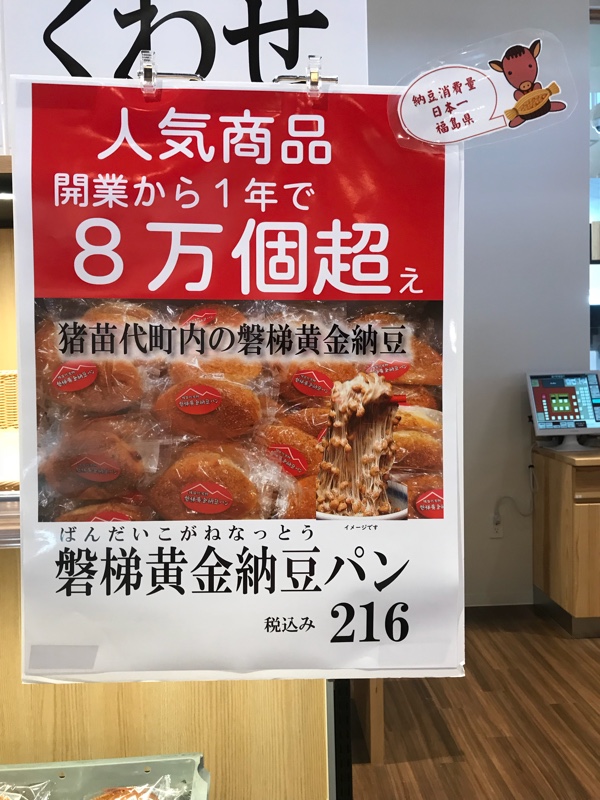 くわせ
納豆消費量
日本一
福島県
人気商品
開業から1年で
8万個超え
猪苗代町内の磐梯黄金納豆
イメージです
ばんだいこがねなっとう
磐梯黄金納豆パン
税込み 216